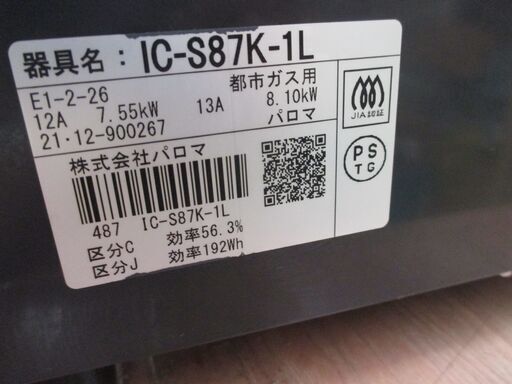 器具名：IC-S87K-1L
E1-2-26 都市ガス用
12A 7.55kW 13A 8.10kW
21・12-900267 パロマ
株式会社パロマ
487 IC-S87K-1L
区分C 効率56.3%
区分J 効率192Wh
JIA認証
PS
TG